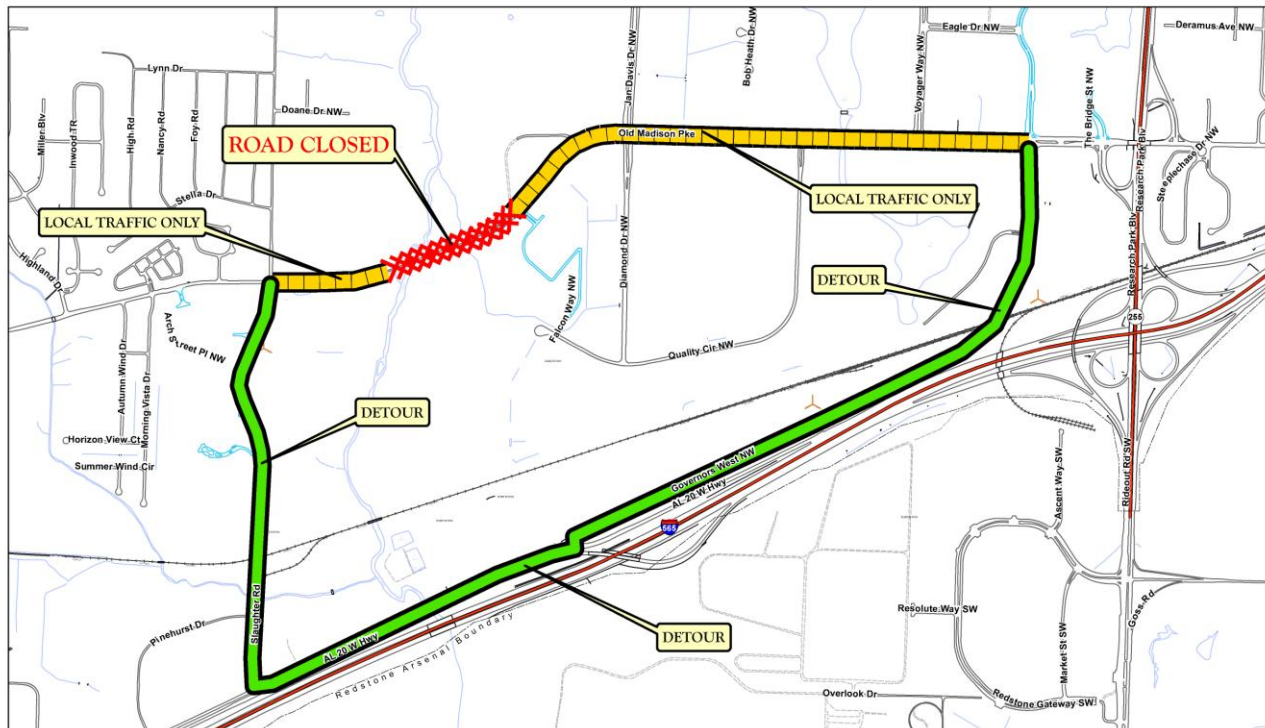 Eagle Dr NW
Deramus Ave NW
Voyager Way NW
Bob Heath Dr NW
Jan Davis Dr NW
Lynn Dr
Doane Dr NW
Miller Blvd
Inwood TR
High Rd
Nancy Rd
Foy Rd
ROAD CLOSED
Old Madison Pke
The Bridge St NW
Research Park Blv
Steeplechase Dr NW
Stella Dr
LOCAL TRAFFIC ONLY
LOCAL TRAFFIC ONLY
Highland Dr
Diamond Dr NW
DETOUR
Research Park Blv
255
Arch Street Pl NW
Falcon Way NW
Quality Cir NW
Autumn Wind Dr
Morning Vista Dr
DETOUR
Horizon View Ct
Summer Wind Cir
Governors West NW
AL 20 W Hwy
565
Rideout Rd SW
Ascent Way SW
Slaughter Rd
Pinehurst Dr
AL 20 W Hwy
DETOUR
Resolute Way SW
Market St SW
Goss Rd
Redstone Arsenal Boundary
Overlook Dr
Redstone Gateway SW